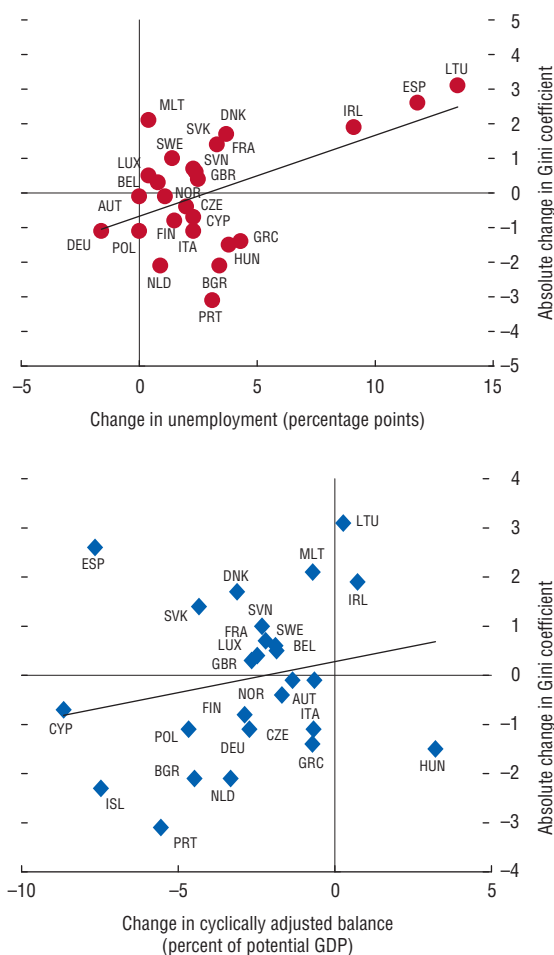 5
4
3
2
1
0
−1
−2
−3
−4
−5
Absolute change in Gini coefficient
LTU
ESP
IRL
MLT
DNK
SVK
FRA
SWE
SVN
LUX
GBR
BEL
NOR
AUT
CZE
CYP
FIN
DEU
POL
ITA
GRC
HUN
NLD
BGR
PRT
−5
0
5
10
15
Change in unemployment (percentage points)
4
3
2
1
0
−1
−2
−3
−4
Absolute change in Gini coefficient
LTU
ESP
MLT
DNK
IRL
SVK
SVN
FRA
SWE
LUX
BEL
GBR
NOR
AUT
CYP
FIN
ITA
POL
DEU
CZE
GRC
HUN
BGR
NLD
ISL
PRT
−10
−5
0
5
Change in cyclically adjusted balance
(percent of potential GDP)